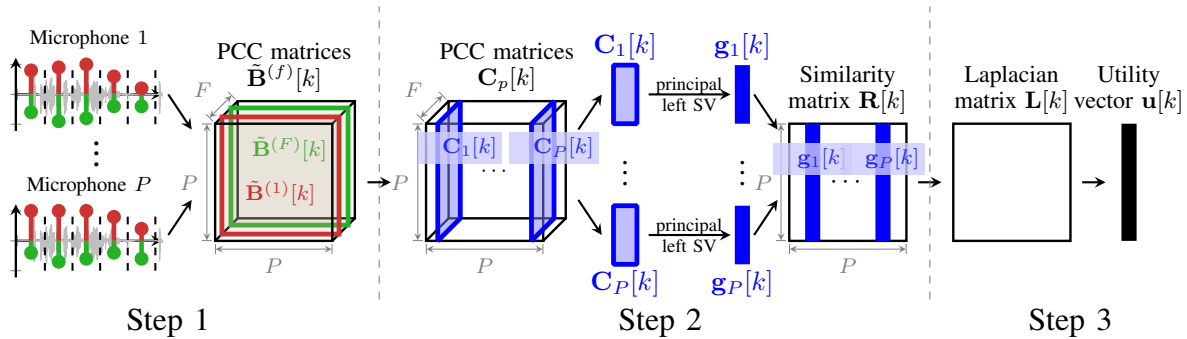 Microphone 1
...
Microphone P
PCC matrices
B̃^(f)[k]
F
P
B̃^(F)[k]
B̃^(1)[k]
P
Step 1
PCC matrices
C_p[k]
F
P
C_1[k]
C_P[k]
...
P
C_1[k]
principal
left SV
g_1[k]
...
...
C_P[k]
principal
left SV
g_P[k]
Similarity
matrix R[k]
P
g_1[k]
g_P[k]
...
P
Step 2
Laplacian
matrix L[k]
Utility
vector u[k]
Step 3